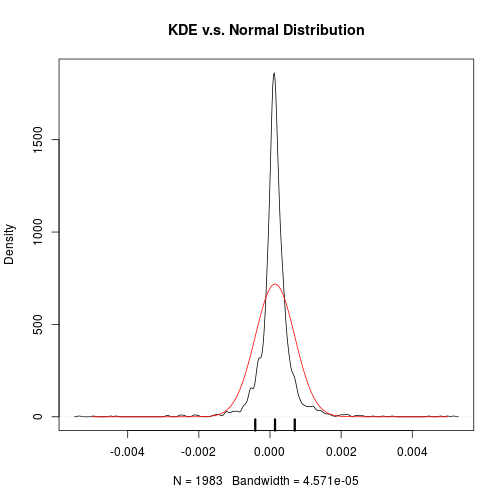 KDE v.s. Normal Distribution
Density
1500
1000
500
0
-0.004 -0.002 0.000 0.002 0.004
N = 1983 Bandwidth = 4.571e-05